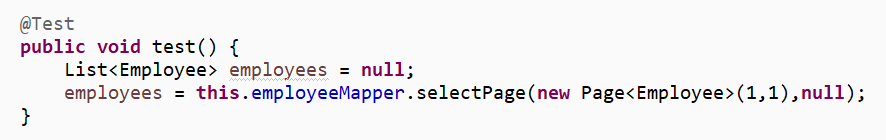 @Test
public void test() {
    List<Employee> employees = null;
    employees = this.employeeMapper.selectPage(new Page<Employee>(1,1),null);
}